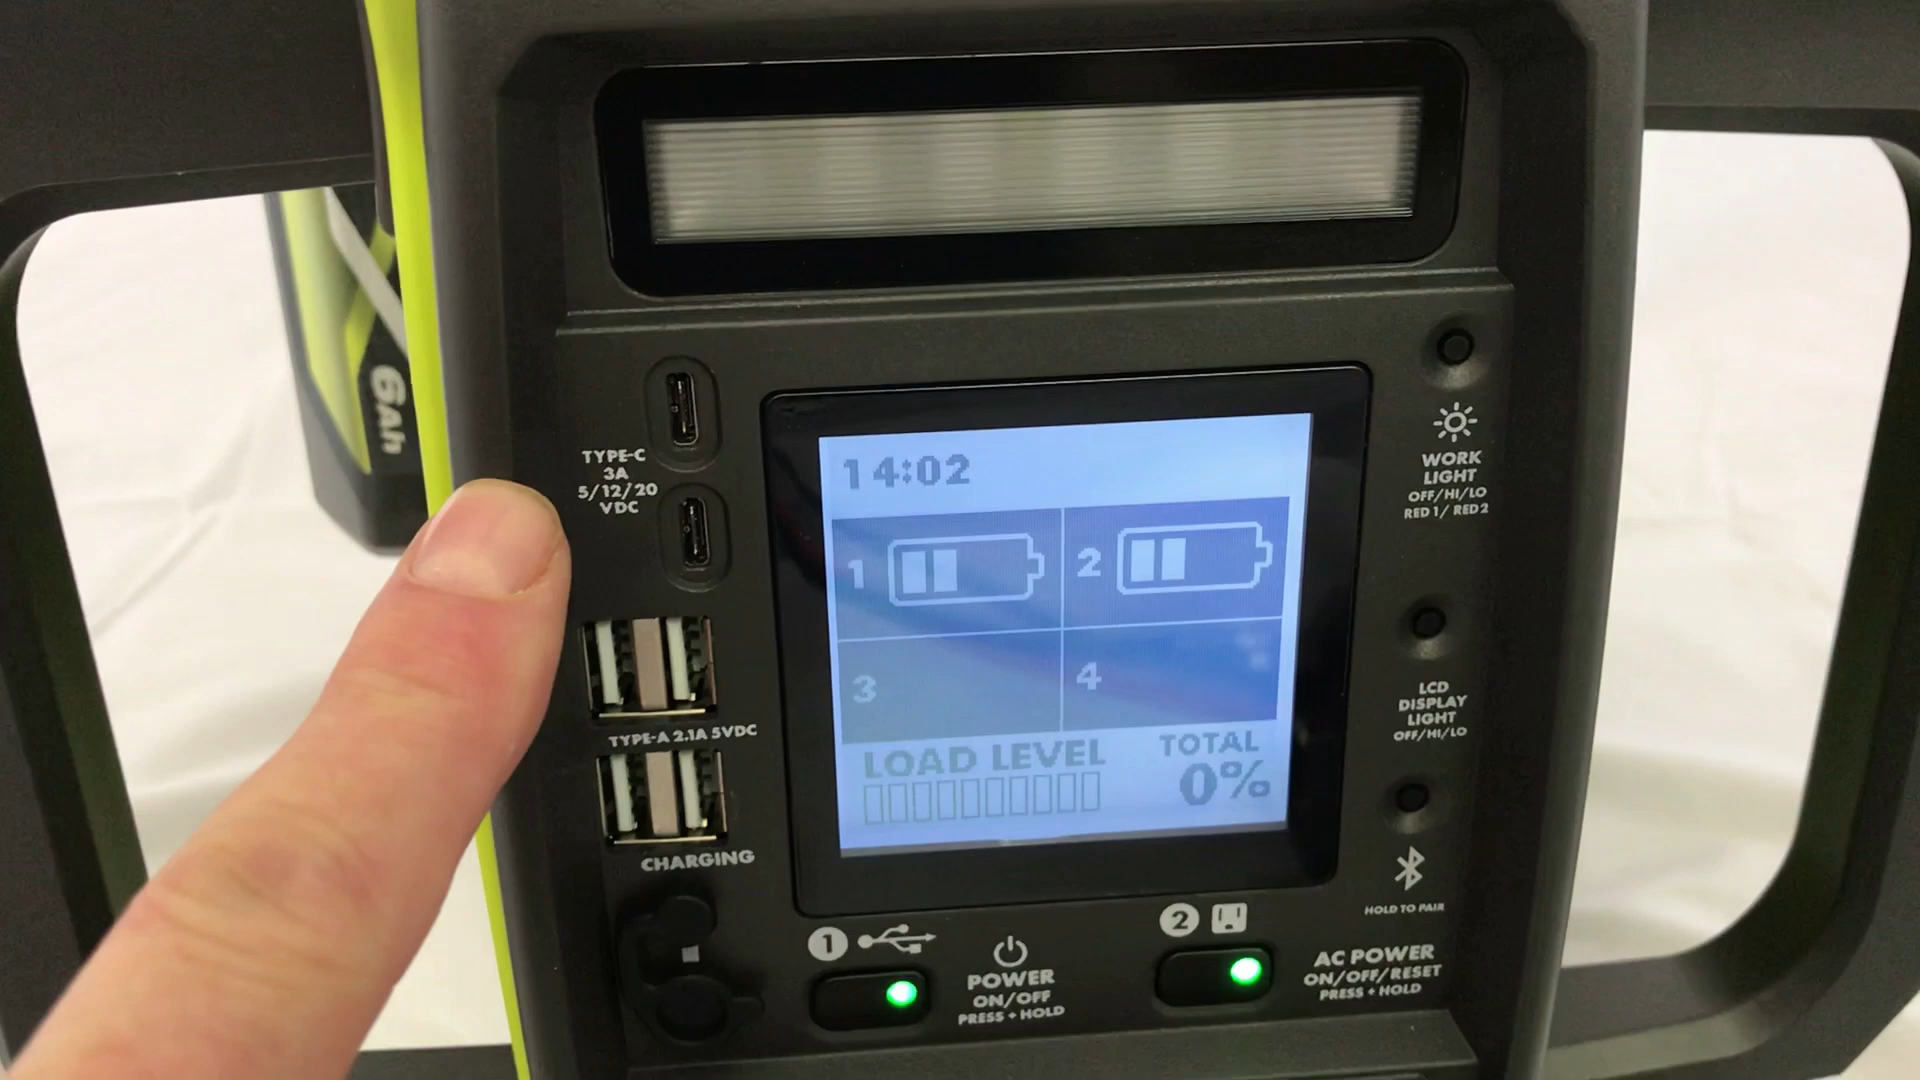 6Ah
TYPE-C
3A
5/12/20
VDC
TYPE-A 2.1A 5VDC
CHARGING
14:02
1
2
3
4
LOAD LEVEL
TOTAL
0%
WORK
LIGHT
OFF/HI/LO
RED 1/ RED 2
LCD
DISPLAY
LIGHT
OFF/HI/LO
HOLD TO PAIR
1
POWER
ON/OFF
PRESS + HOLD
2
AC POWER
ON/OFF/RESET
PRESS + HOLD